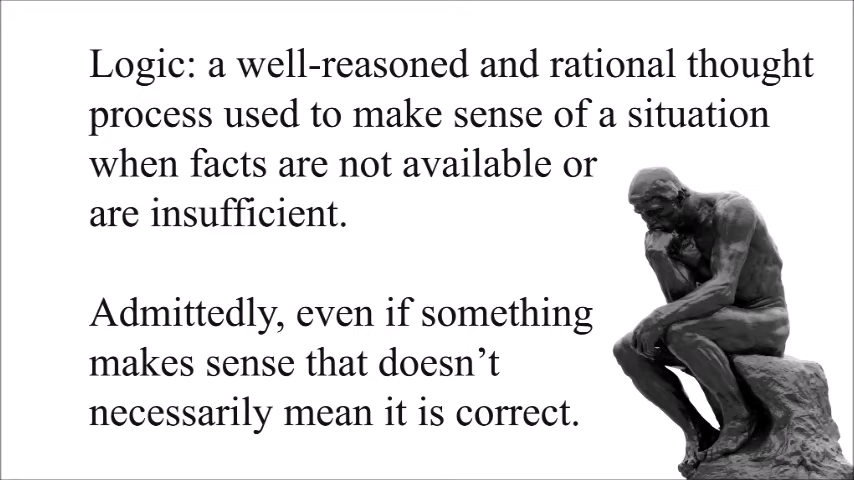 Logic: a well-reasoned and rational thought
process used to make sense of a situation
when facts are not available or
are insufficient.
Admittedly, even if something
makes sense that doesn’t
necessarily mean it is correct.